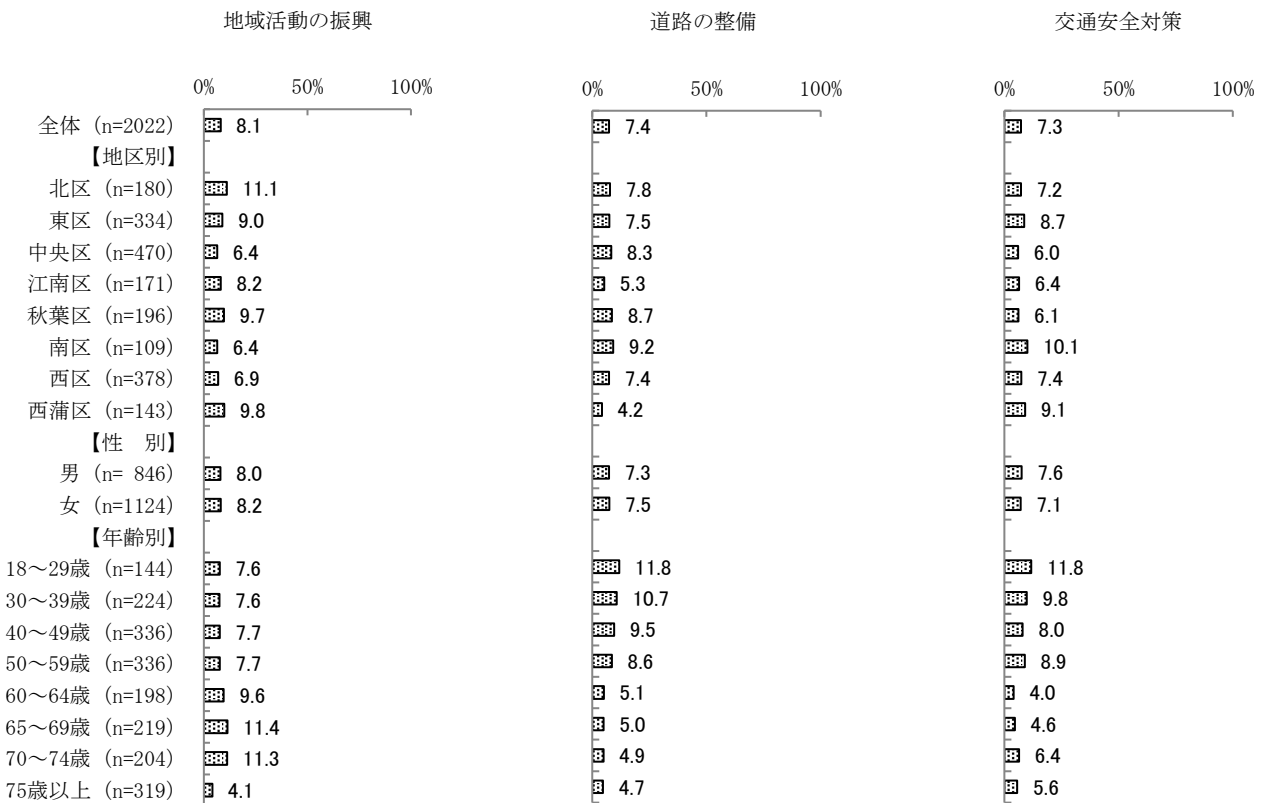 地域活動の振興 道路の整備 交通安全対策
0% 50% 100% 0% 50% 100% 0% 50% 100%
全体 (n=2022) 8.1 7.4 7.3
【地区別】
北区 (n=180) 11.1 7.8 7.2
東区 (n=334) 9.0 7.5 8.7
中央区 (n=470) 6.4 8.3 6.0
江南区 (n=171) 8.2 5.3 6.4
秋葉区 (n=196) 9.7 8.7 6.1
南区 (n=109) 6.4 9.2 10.1
西区 (n=378) 6.9 7.4 7.4
西蒲区 (n=143) 9.8 4.2 9.1
【性　別】
男 (n= 846) 8.0 7.3 7.6
女 (n=1124) 8.2 7.5 7.1
【年齢別】
18～29歳 (n=144) 7.6 11.8 11.8
30～39歳 (n=224) 7.6 10.7 9.8
40～49歳 (n=336) 7.7 9.5 8.0
50～59歳 (n=336) 7.7 8.6 8.9
60～64歳 (n=198) 9.6 5.1 4.0
65～69歳 (n=219) 11.4 5.0 4.6
70～74歳 (n=204) 11.3 4.9 6.4
75歳以上 (n=319) 4.1 4.7 5.6